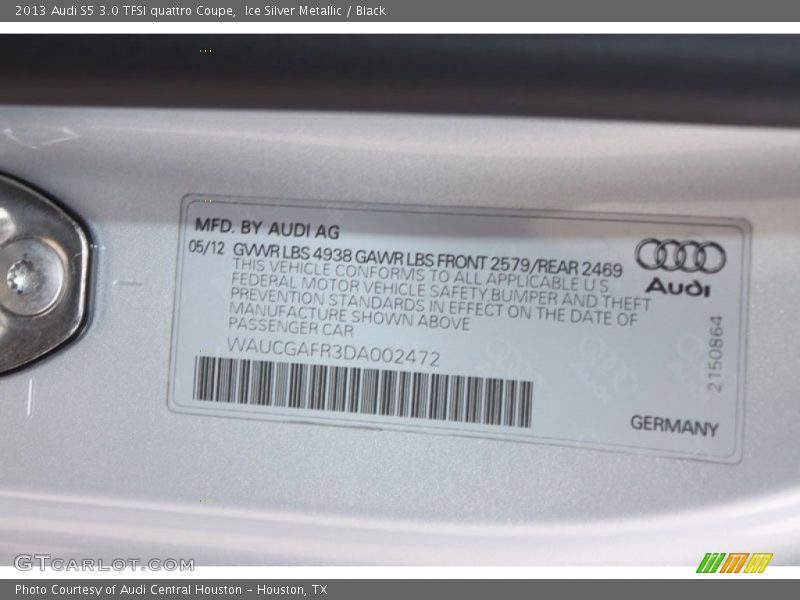 2013 Audi S5 3.0 TFSI quattro Coupe,  Ice Silver Metallic / Black
MFD. BY AUDI AG
05/12 GVWR LBS 4938 GAWR LBS FRONT 2579/REAR 2469
THIS VEHICLE CONFORMS TO ALL APPLICABLE U S
FEDERAL MOTOR VEHICLE SAFETY,BUMPER AND THEFT
PREVENTION STANDARDS IN EFFECT ON THE DATE OF
MANUFACTURE SHOWN ABOVE
PASSENGER CAR
WAUCGAFR3DA002472
Audi
2150864
GERMANY
GTCARLOT.COM
Photo Courtesy of Audi Central Houston - Houston, TX